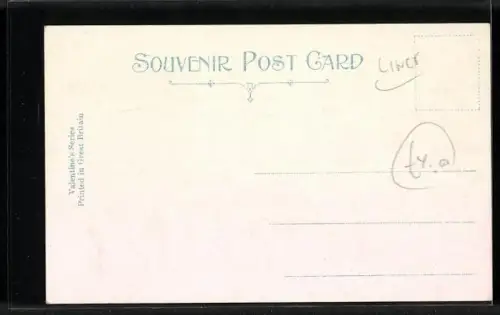 SOUVENIR POST CARD
LINCS
Valentine's Series
Printed in Great Britain